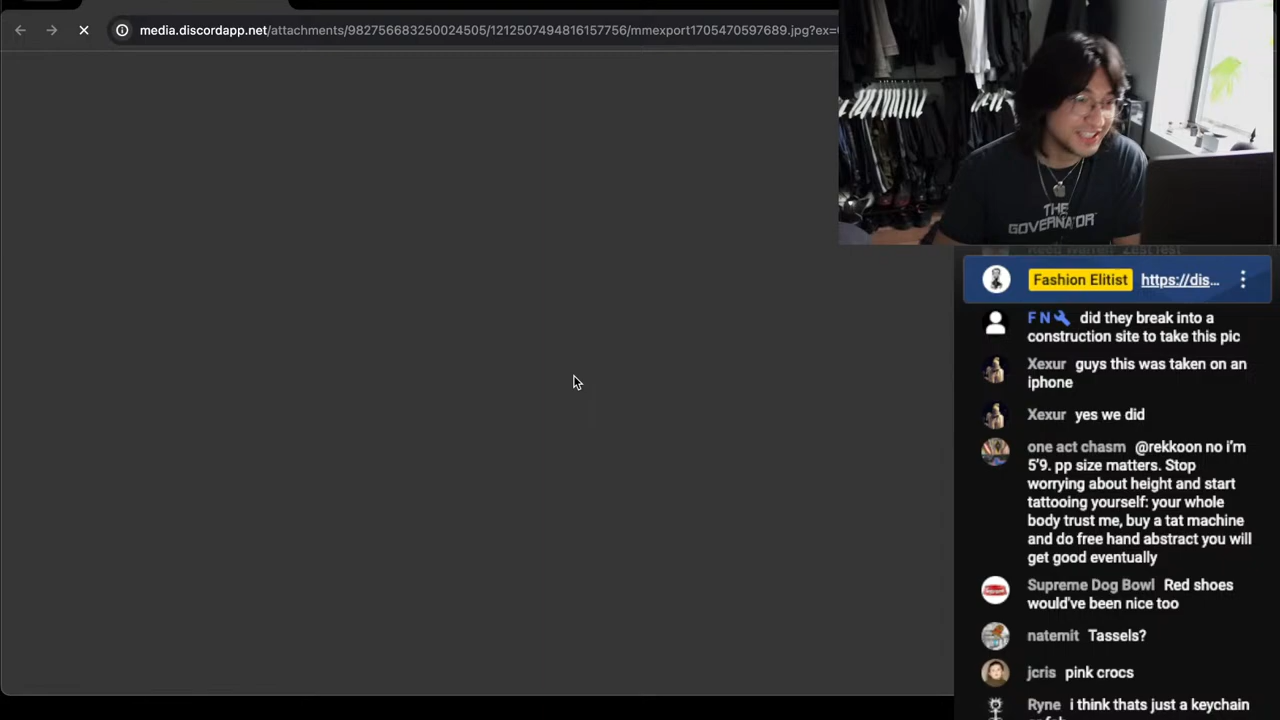 media.discordapp.net/attachments/982756683250024505/1212507494816157756/mmexport1705470597689.jpg?ex=
THE
GOVERNATOR
Reed Warren ZestTest
Fashion Elitist https://dis...
F N did they break into a
construction site to take this pic
Xexur guys this was taken on an
iphone
Xexur yes we did
one act chasm @rekkoon no i'm
5'9. pp size matters. Stop
worrying about height and start
tattooing yourself: your whole
body trust me, buy a tat machine
and do free hand abstract you will
get good eventually
Supreme Dog Bowl Red shoes
would've been nice too
natemit Tassels?
jcris pink crocs
Ryne i think thats just a keychain